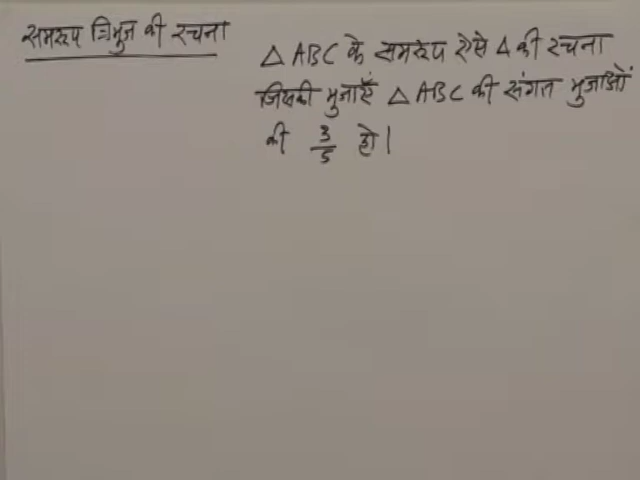 समरूप त्रिभुज की रचना
△ ABC के समरूप ऐसे △ की रचना
जिसकी भुजाएँ △ ABC की संगत भुजाओं
की 3/5 हो।